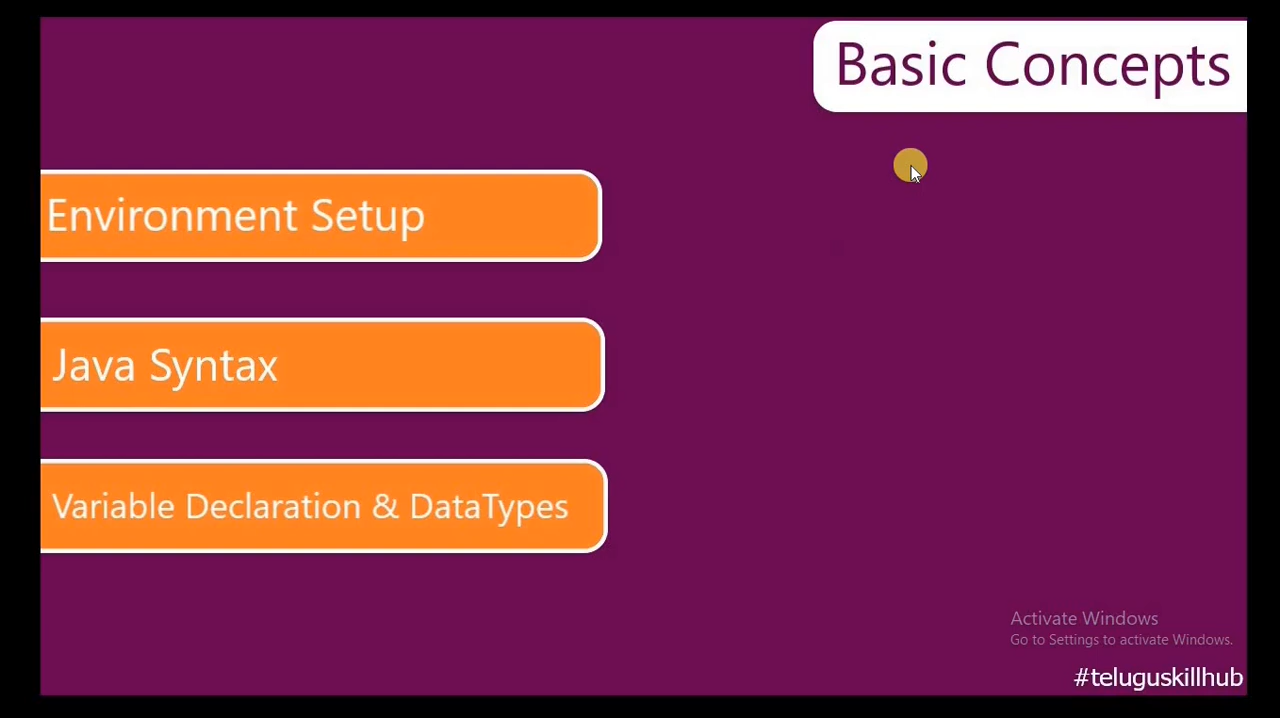 Basic Concepts
Environment Setup
Java Syntax
Variable Declaration & DataTypes
Activate Windows
Go to Settings to activate Windows.
#teluguskillhub